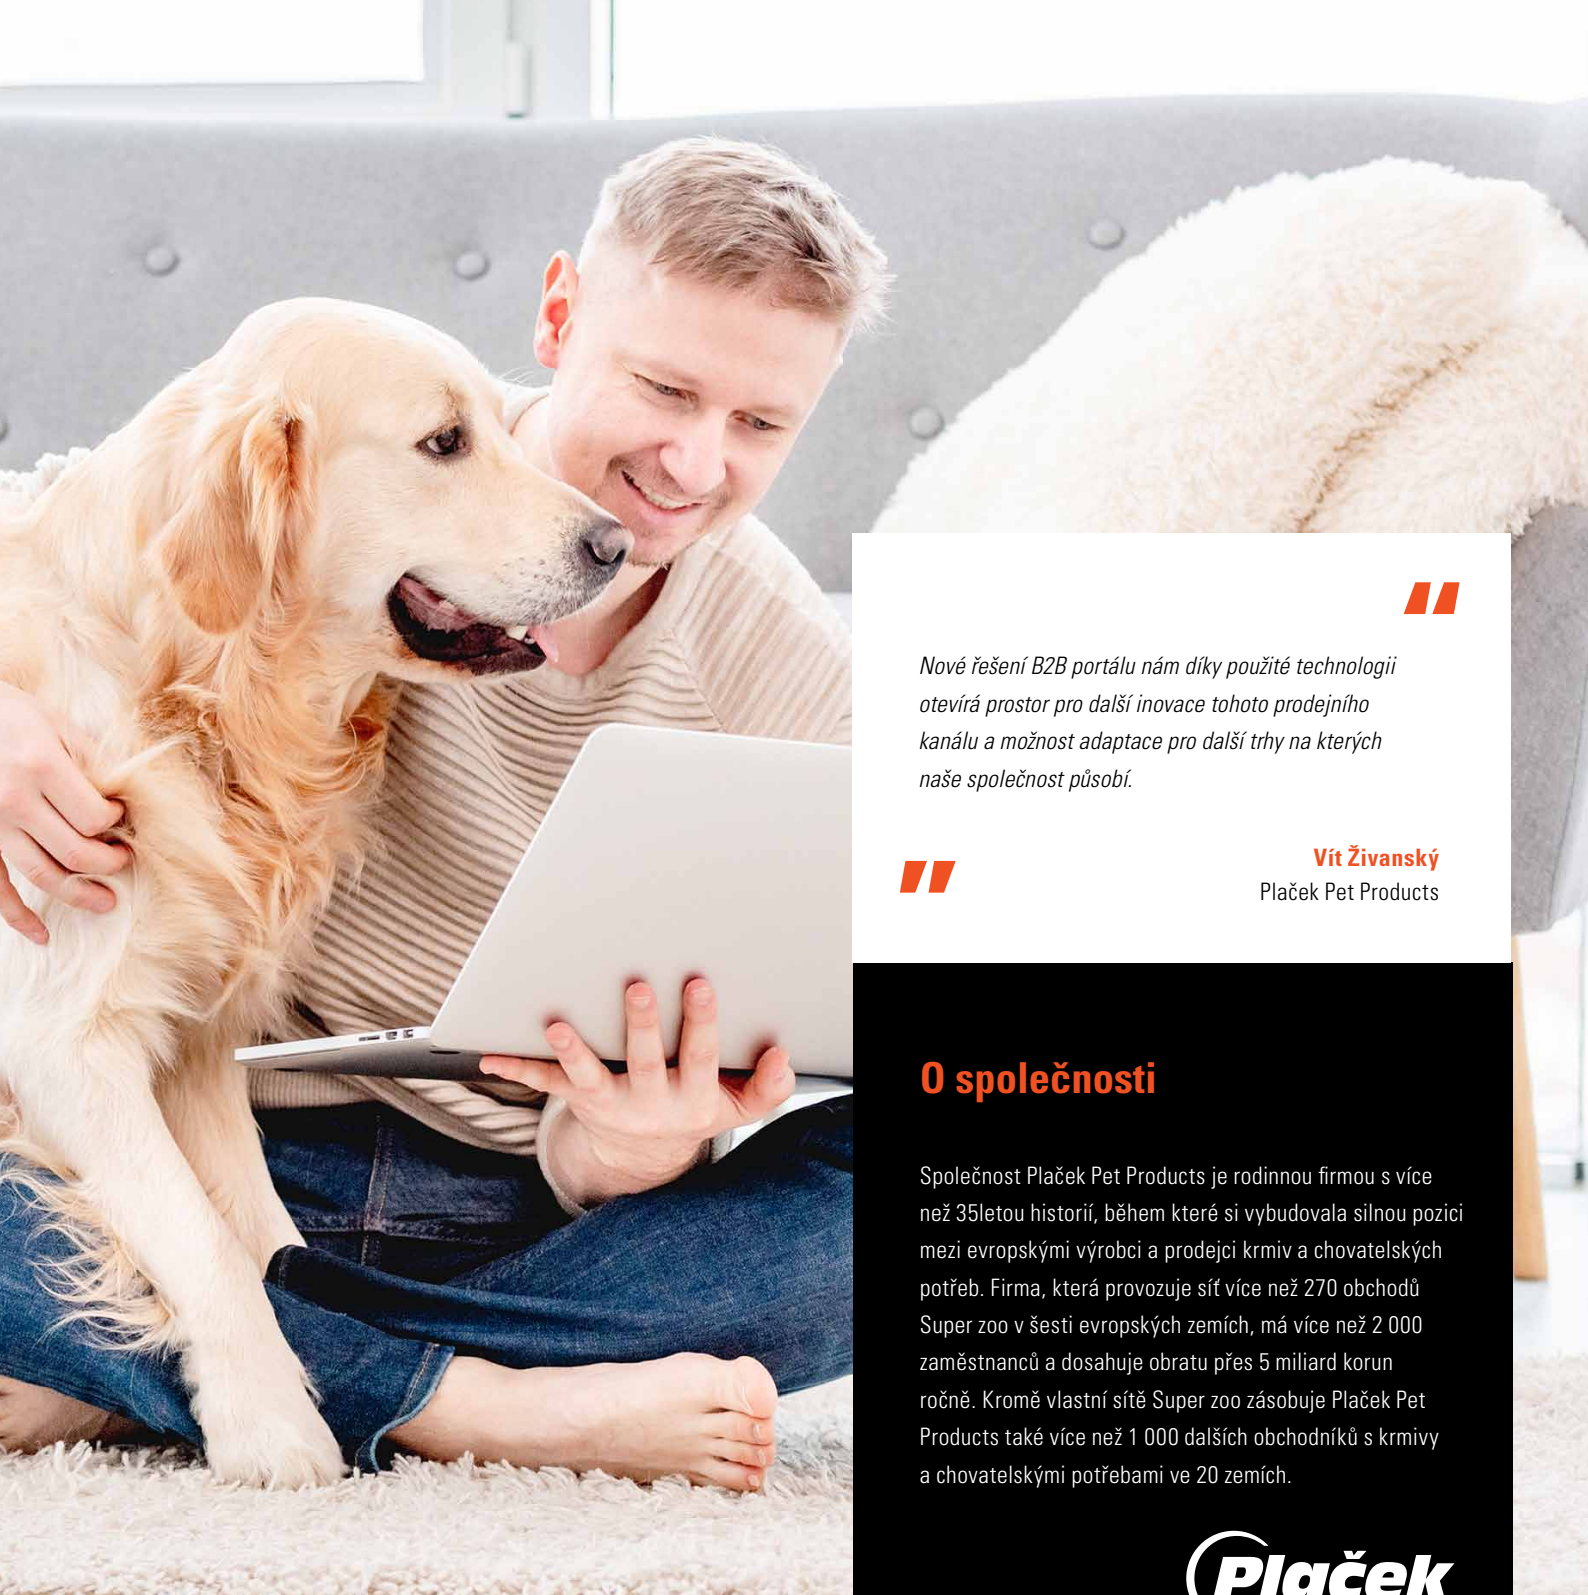 Nové řešení B2B portálu nám díky použité technologii
otevírá prostor pro další inovace tohoto prodejního
kanálu a možnost adaptace pro další trhy na kterých
naše společnost působí.
Vít Živanský
Plaček Pet Products
O společnosti
Společnost Plaček Pet Products je rodinnou firmou s více
než 35letou historií, během které si vybudovala silnou pozici
mezi evropskými výrobci a prodejci krmiv a chovatelských
potřeb. Firma, která provozuje síť více než 270 obchodů
Super zoo v šesti evropských zemích, má více než 2 000
zaměstnanců a dosahuje obratu přes 5 miliard korun
ročně. Kromě vlastní sítě Super zoo zásobuje Plaček Pet
Products také více než 1 000 dalších obchodníků s krmivy
a chovatelskými potřebami ve 20 zemích.
Plaček